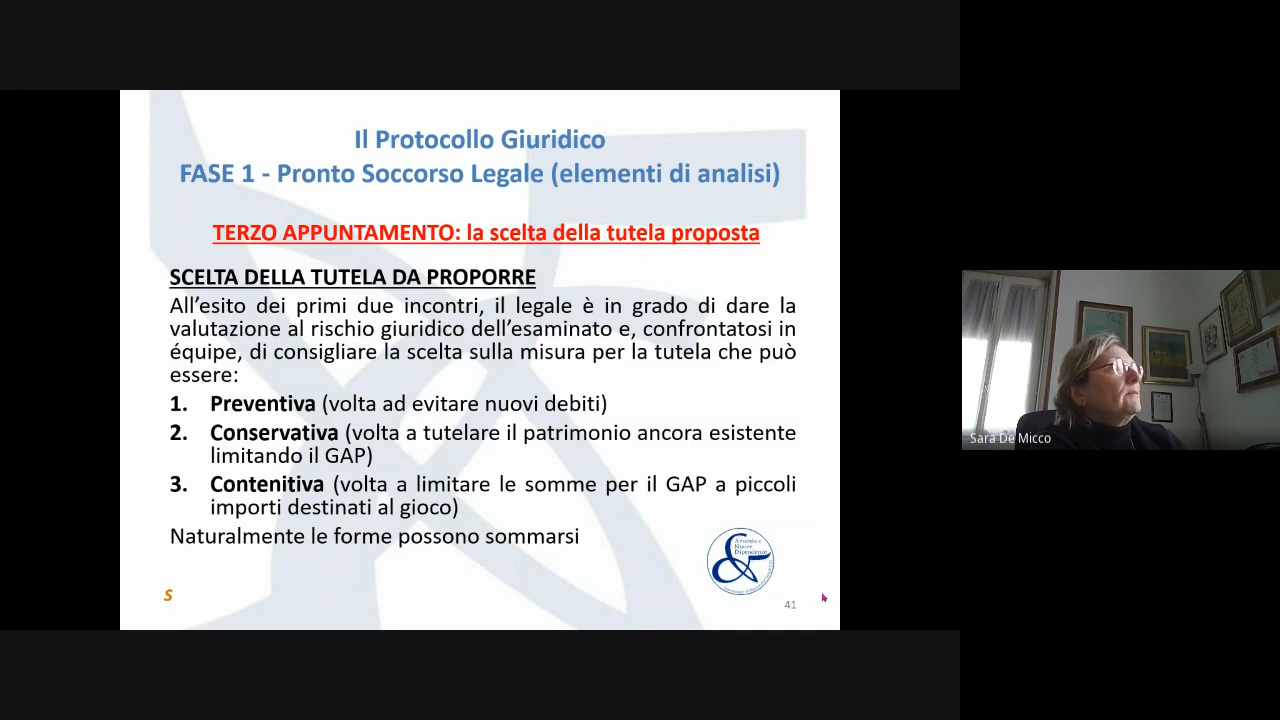 Il Protocollo Giuridico
FASE 1 - Pronto Soccorso Legale (elementi di analisi)
TERZO APPUNTAMENTO: la scelta della tutela proposta
SCELTA DELLA TUTELA DA PROPORRE
All’esito dei primi due incontri, il legale è in grado di dare la
valutazione al rischio giuridico dell’esaminato e, confrontatosi in
équipe, di consigliare la scelta sulla misura per la tutela che può
essere:
1. Preventiva (volta ad evitare nuovi debiti)
2. Conservativa (volta a tutelare il patrimonio ancora esistente
limitando il GAP)
3. Contenitiva (volta a limitare le somme per il GAP a piccoli
importi destinati al gioco)
Naturalmente le forme possono sommarsi
Azzardo e
Nuove
Dipendenze
S
41
Sara De Micco